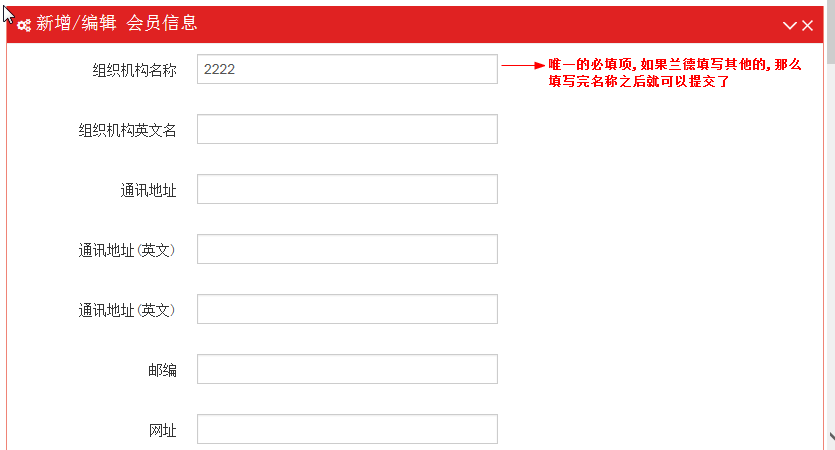 新增/编辑 会员信息
组织机构名称 2222
唯一的必填项,如果兰德填写其他的,那么
填写完名称之后就可以提交了
组织机构英文名
通讯地址
通讯地址(英文)
通讯地址(英文)
邮编
网址